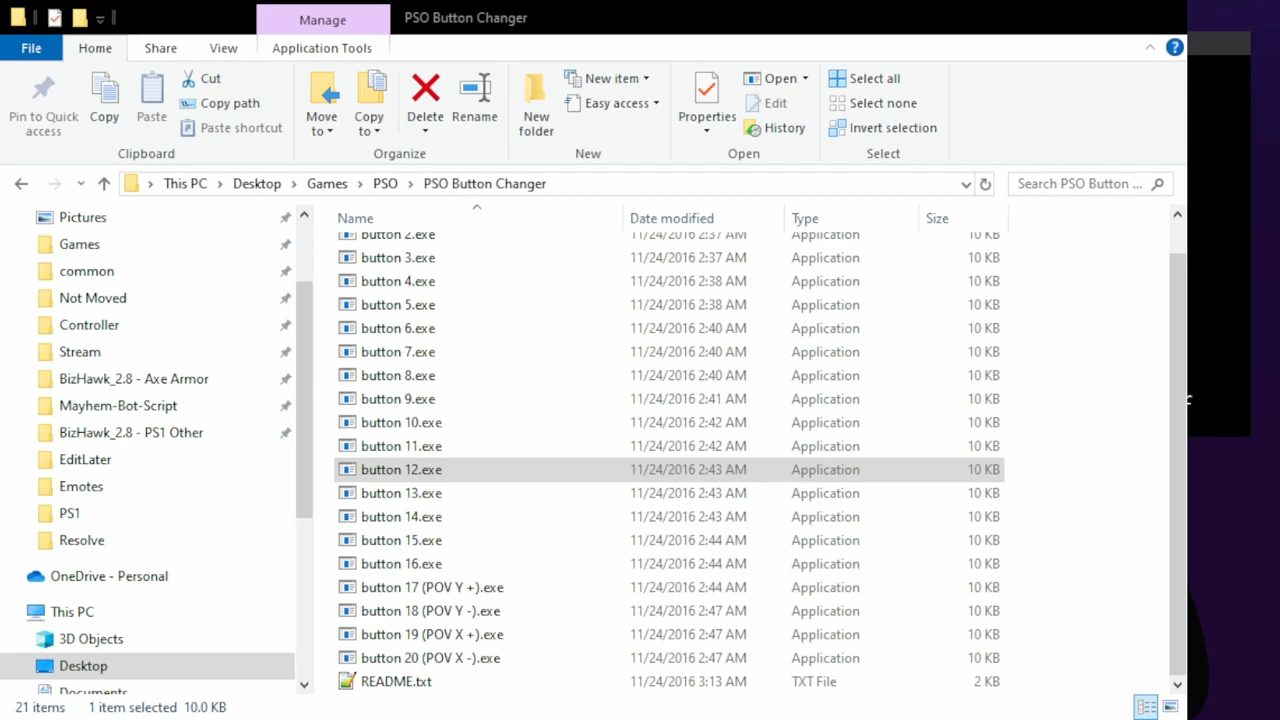 Manage PSO Button Changer
File Home Share View Application Tools
Pin to Quick access
Copy
Paste
Cut
Copy path
Paste shortcut
Clipboard
Move to
Copy to
Delete
Rename
Organize
New folder
New item
Easy access
New
Properties
Open
Edit
History
Open
Select all
Select none
Invert selection
Select
This PC > Desktop > Games > PSO > PSO Button Changer
Search PSO Button ...
Pictures
Games
common
Not Moved
Controller
Stream
BizHawk_2.8 - Axe Armor
Mayhem-Bot-Script
BizHawk_2.8 - PS1 Other
EditLater
Emotes
PS1
Resolve
OneDrive - Personal
This PC
3D Objects
Desktop
Documents
Name Date modified Type Size
button 2.exe 11/24/2016 2:37 AM Application 10 KB
button 3.exe 11/24/2016 2:37 AM Application 10 KB
button 4.exe 11/24/2016 2:38 AM Application 10 KB
button 5.exe 11/24/2016 2:38 AM Application 10 KB
button 6.exe 11/24/2016 2:40 AM Application 10 KB
button 7.exe 11/24/2016 2:40 AM Application 10 KB
button 8.exe 11/24/2016 2:40 AM Application 10 KB
button 9.exe 11/24/2016 2:41 AM Application 10 KB
button 10.exe 11/24/2016 2:42 AM Application 10 KB
button 11.exe 11/24/2016 2:42 AM Application 10 KB
button 12.exe 11/24/2016 2:43 AM Application 10 KB
button 13.exe 11/24/2016 2:43 AM Application 10 KB
button 14.exe 11/24/2016 2:43 AM Application 10 KB
button 15.exe 11/24/2016 2:44 AM Application 10 KB
button 16.exe 11/24/2016 2:44 AM Application 10 KB
button 17 (POV Y +).exe 11/24/2016 2:44 AM Application 10 KB
button 18 (POV Y -).exe 11/24/2016 2:47 AM Application 10 KB
button 19 (POV X +).exe 11/24/2016 2:47 AM Application 10 KB
button 20 (POV X -).exe 11/24/2016 2:47 AM Application 10 KB
README.txt 11/24/2016 3:13 AM TXT File 2 KB
21 items 1 item selected 10.0 KB